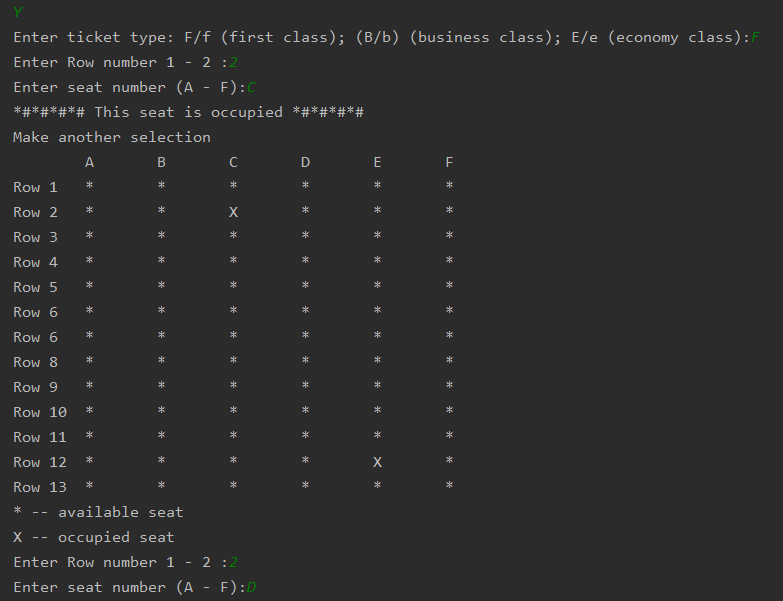 Y
Enter ticket type: F/f (first class); (B/b) (business class); E/e (economy class):F
Enter Row number 1 - 2 :2
Enter seat number (A - F):C
*#*#*#*# This seat is occupied *#*#*#*#
Make another selection
        A       B       C       D       E       F
Row 1   *       *       *       *       *       *
Row 2   *       *       X       *       *       *
Row 3   *       *       *       *       *       *
Row 4   *       *       *       *       *       *
Row 5   *       *       *       *       *       *
Row 6   *       *       *       *       *       *
Row 6   *       *       *       *       *       *
Row 8   *       *       *       *       *       *
Row 9   *       *       *       *       *       *
Row 10  *       *       *       *       *       *
Row 11  *       *       *       *       *       *
Row 12  *       *       *       *       X       *
Row 13  *       *       *       *       *       *
* -- available seat
X -- occupied seat
Enter Row number 1 - 2 :2
Enter seat number (A - F):D